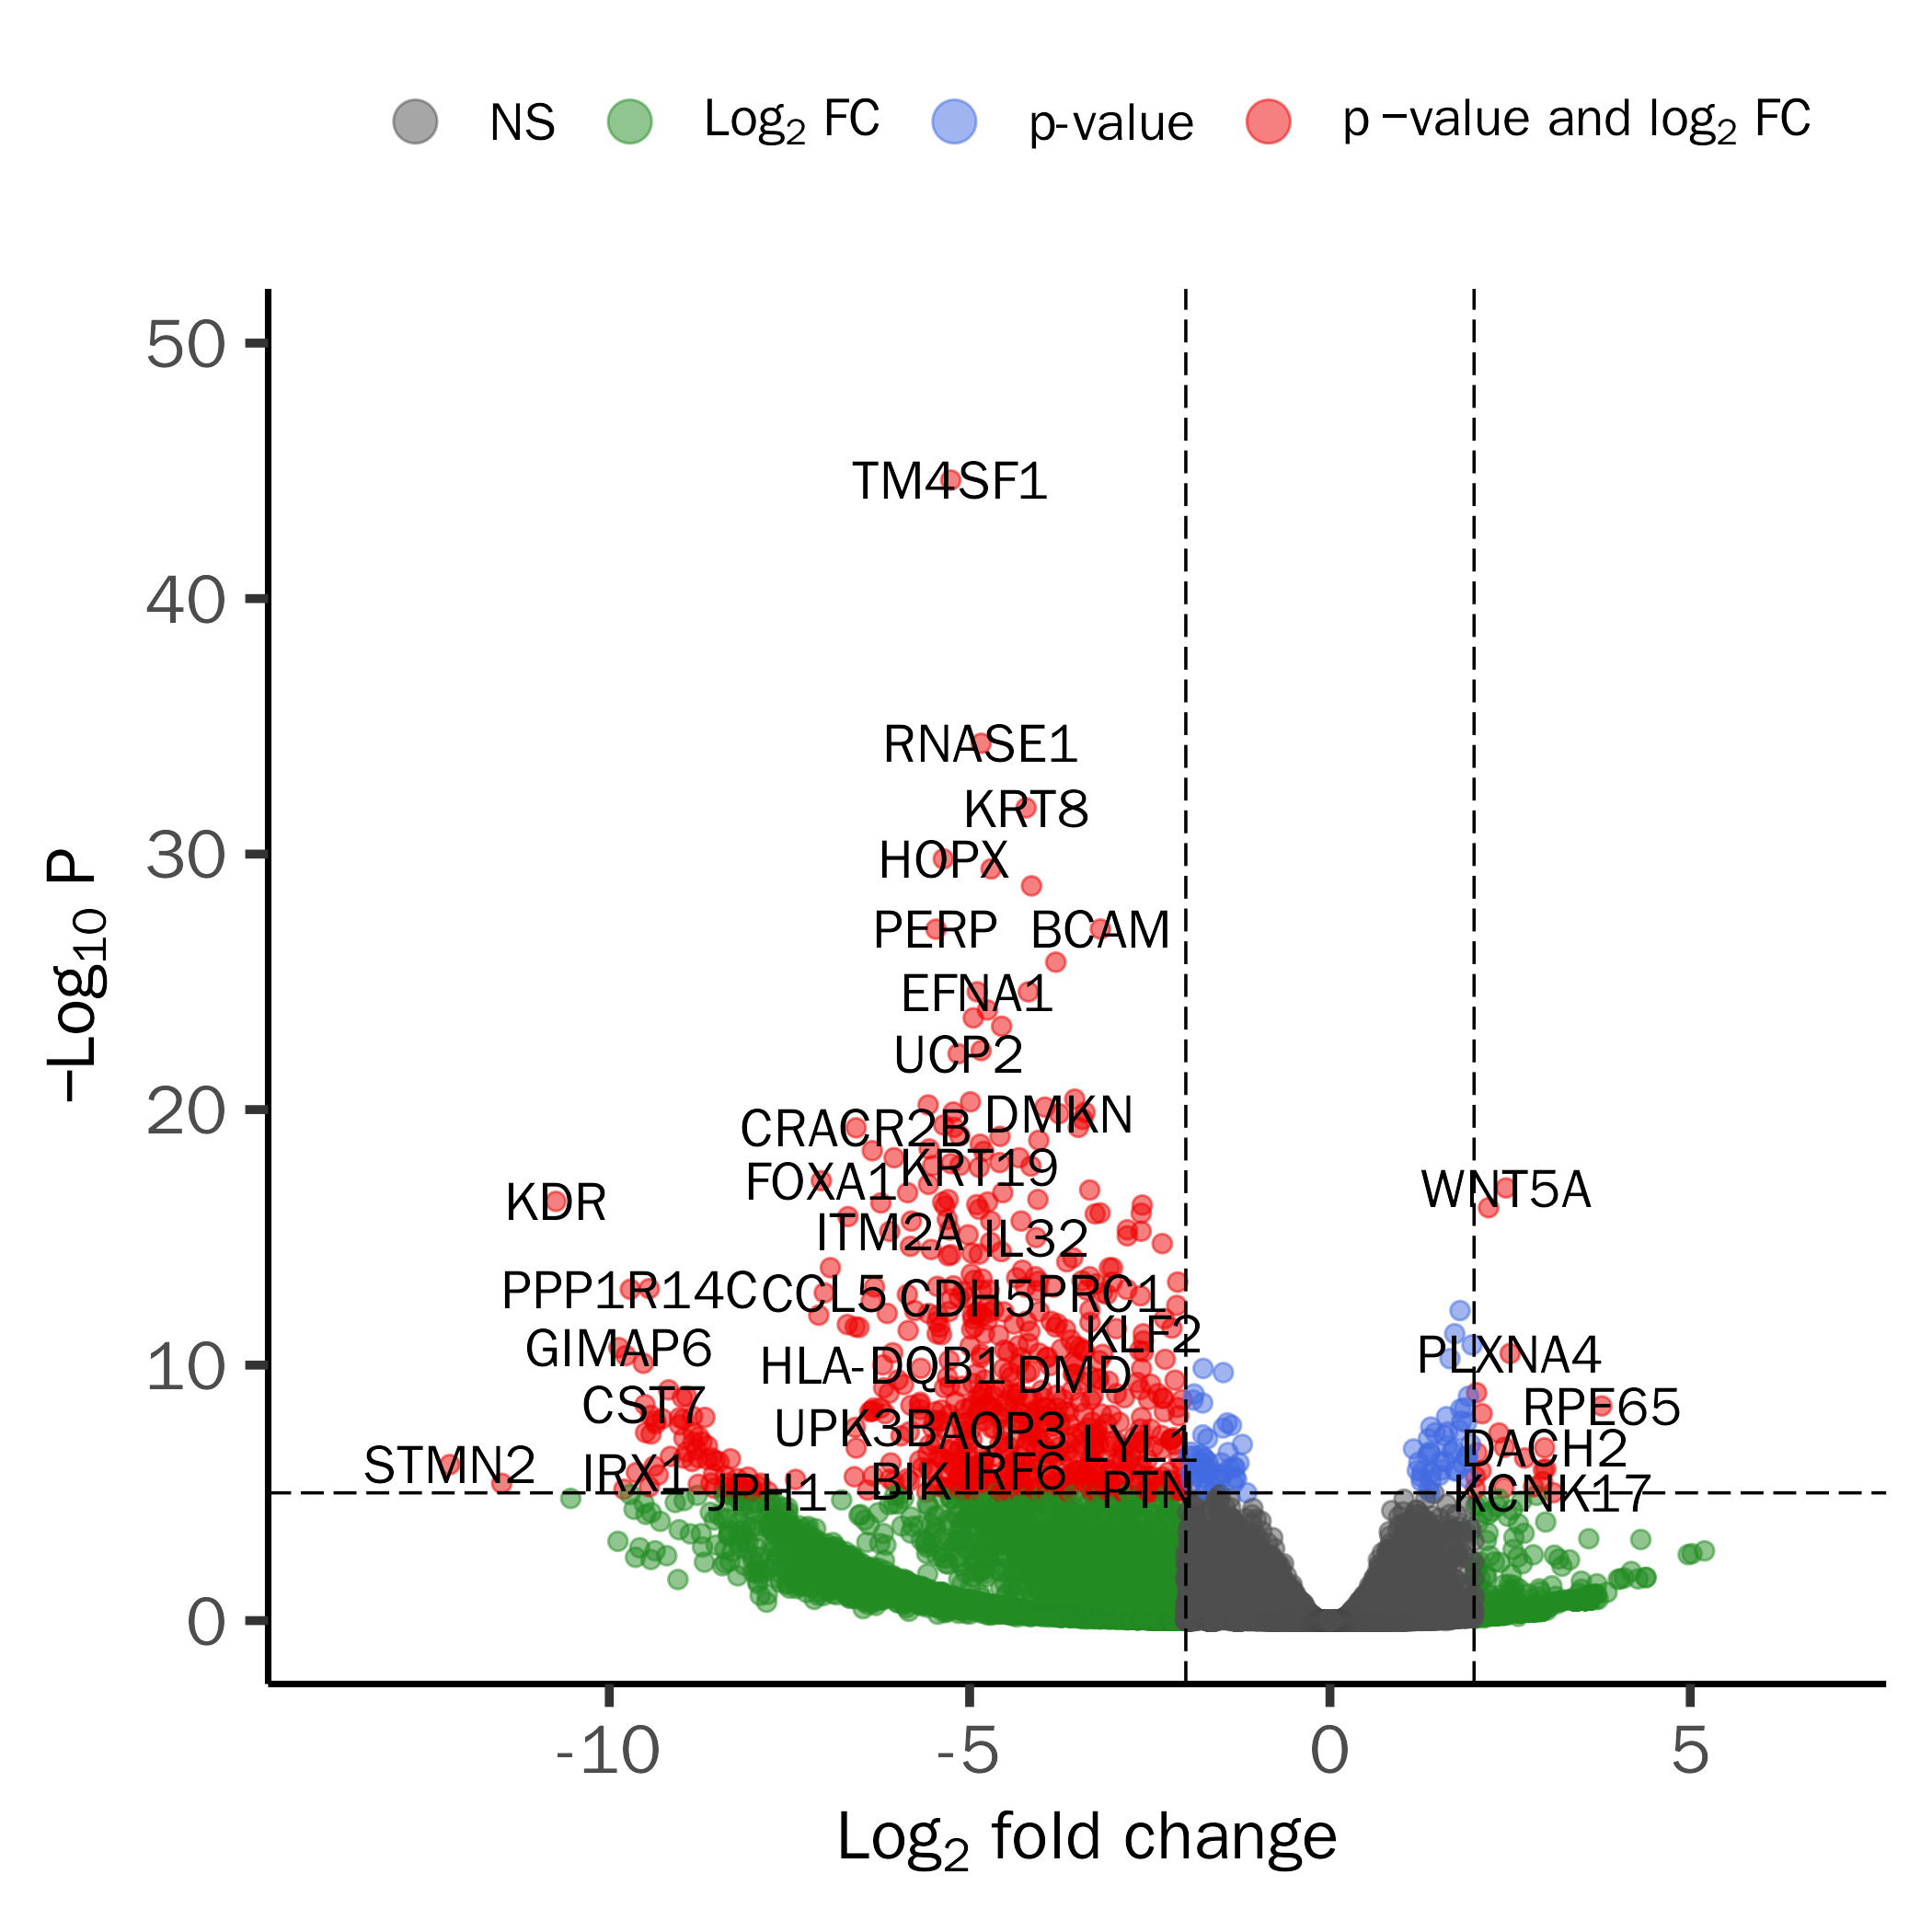 NS Log2 FC p-value p −value and log2 FC
50
TM4SF1
40
RNASE1
KRT8
30
HOPX
PERP BCAM
EFNA1
UCP2
20
DMKN
CRACR2B
KRT19
FOXA1
WNT5A
KDR
ITM2A IL32
PPP1R14C CCL5 CDH5 PRC1
KLF2
GIMAP6
PLXNA4
10
HLA-DQB1 DMD
CST7
RPE65
UPK3B AQP3 LYL1
DACH2
STMN2
IRX1 BIK IRF6
JPH1 PTN KCNK17
0
−Log10 P
-10 -5 0 5
Log2 fold change